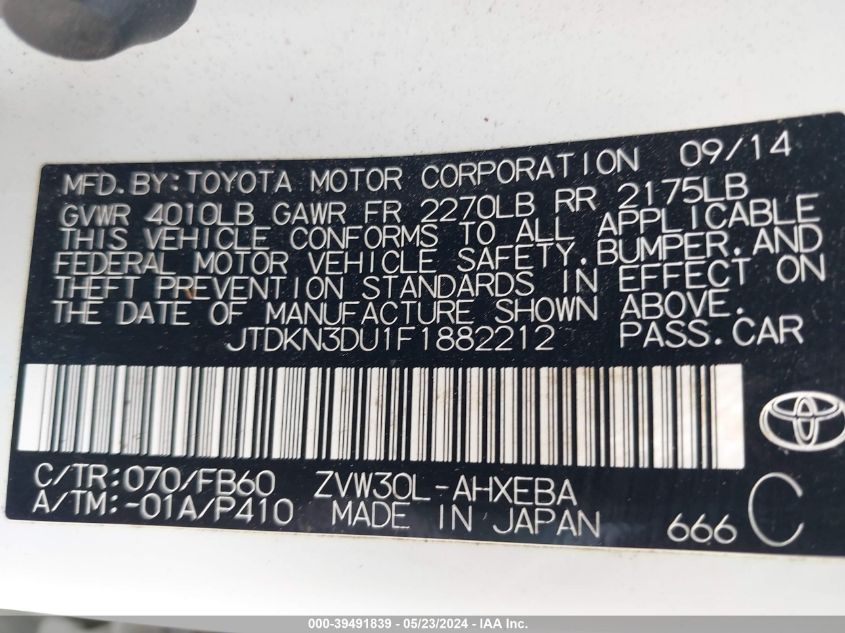 MFD.BY:TOYOTA MOTOR CORPORATION 09/14
GVWR 4010LB GAWR FR 2270LB RR 2175LB
THIS VEHICLE CONFORMS TO ALL APPLICABLE
FEDERAL MOTOR VEHICLE SAFETY,BUMPER,AND
THEFT PREVENTION STANDARDS IN EFFECT ON
THE DATE OF MANUFACTURE SHOWN ABOVE.
JTDKN3DU1F1882212 PASS.CAR
C/TR:070/FB60 ZVW30L-AHXEBA
A/TM:-01A/P410 MADE IN JAPAN 666 C
000-39491839 - 05/23/2024 - IAA Inc.